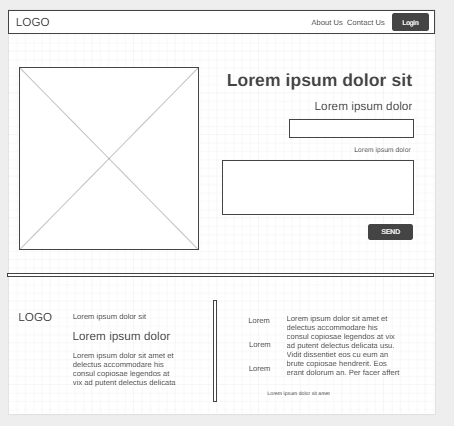 LOGO
About Us Contact Us Login
Lorem ipsum dolor sit
Lorem ipsum dolor
Lorem ipsum dolor
SEND
LOGO
Lorem ipsum dolor sit
Lorem ipsum dolor
Lorem ipsum dolor sit amet et
delectus accommodare his
consul copiosae legendos at
vix ad putent delectus delicata
Lorem
Lorem
Lorem
Lorem ipsum dolor sit amet et
delectus accommodare his
consul copiosae legendos at vix
ad putent delectus delicata usu.
Vidit dissentiet eos cu eum an
brute copiosae hendrerit. Eos
erant dolorum an. Per facer affert
Lorem ipsum dolor sit amet